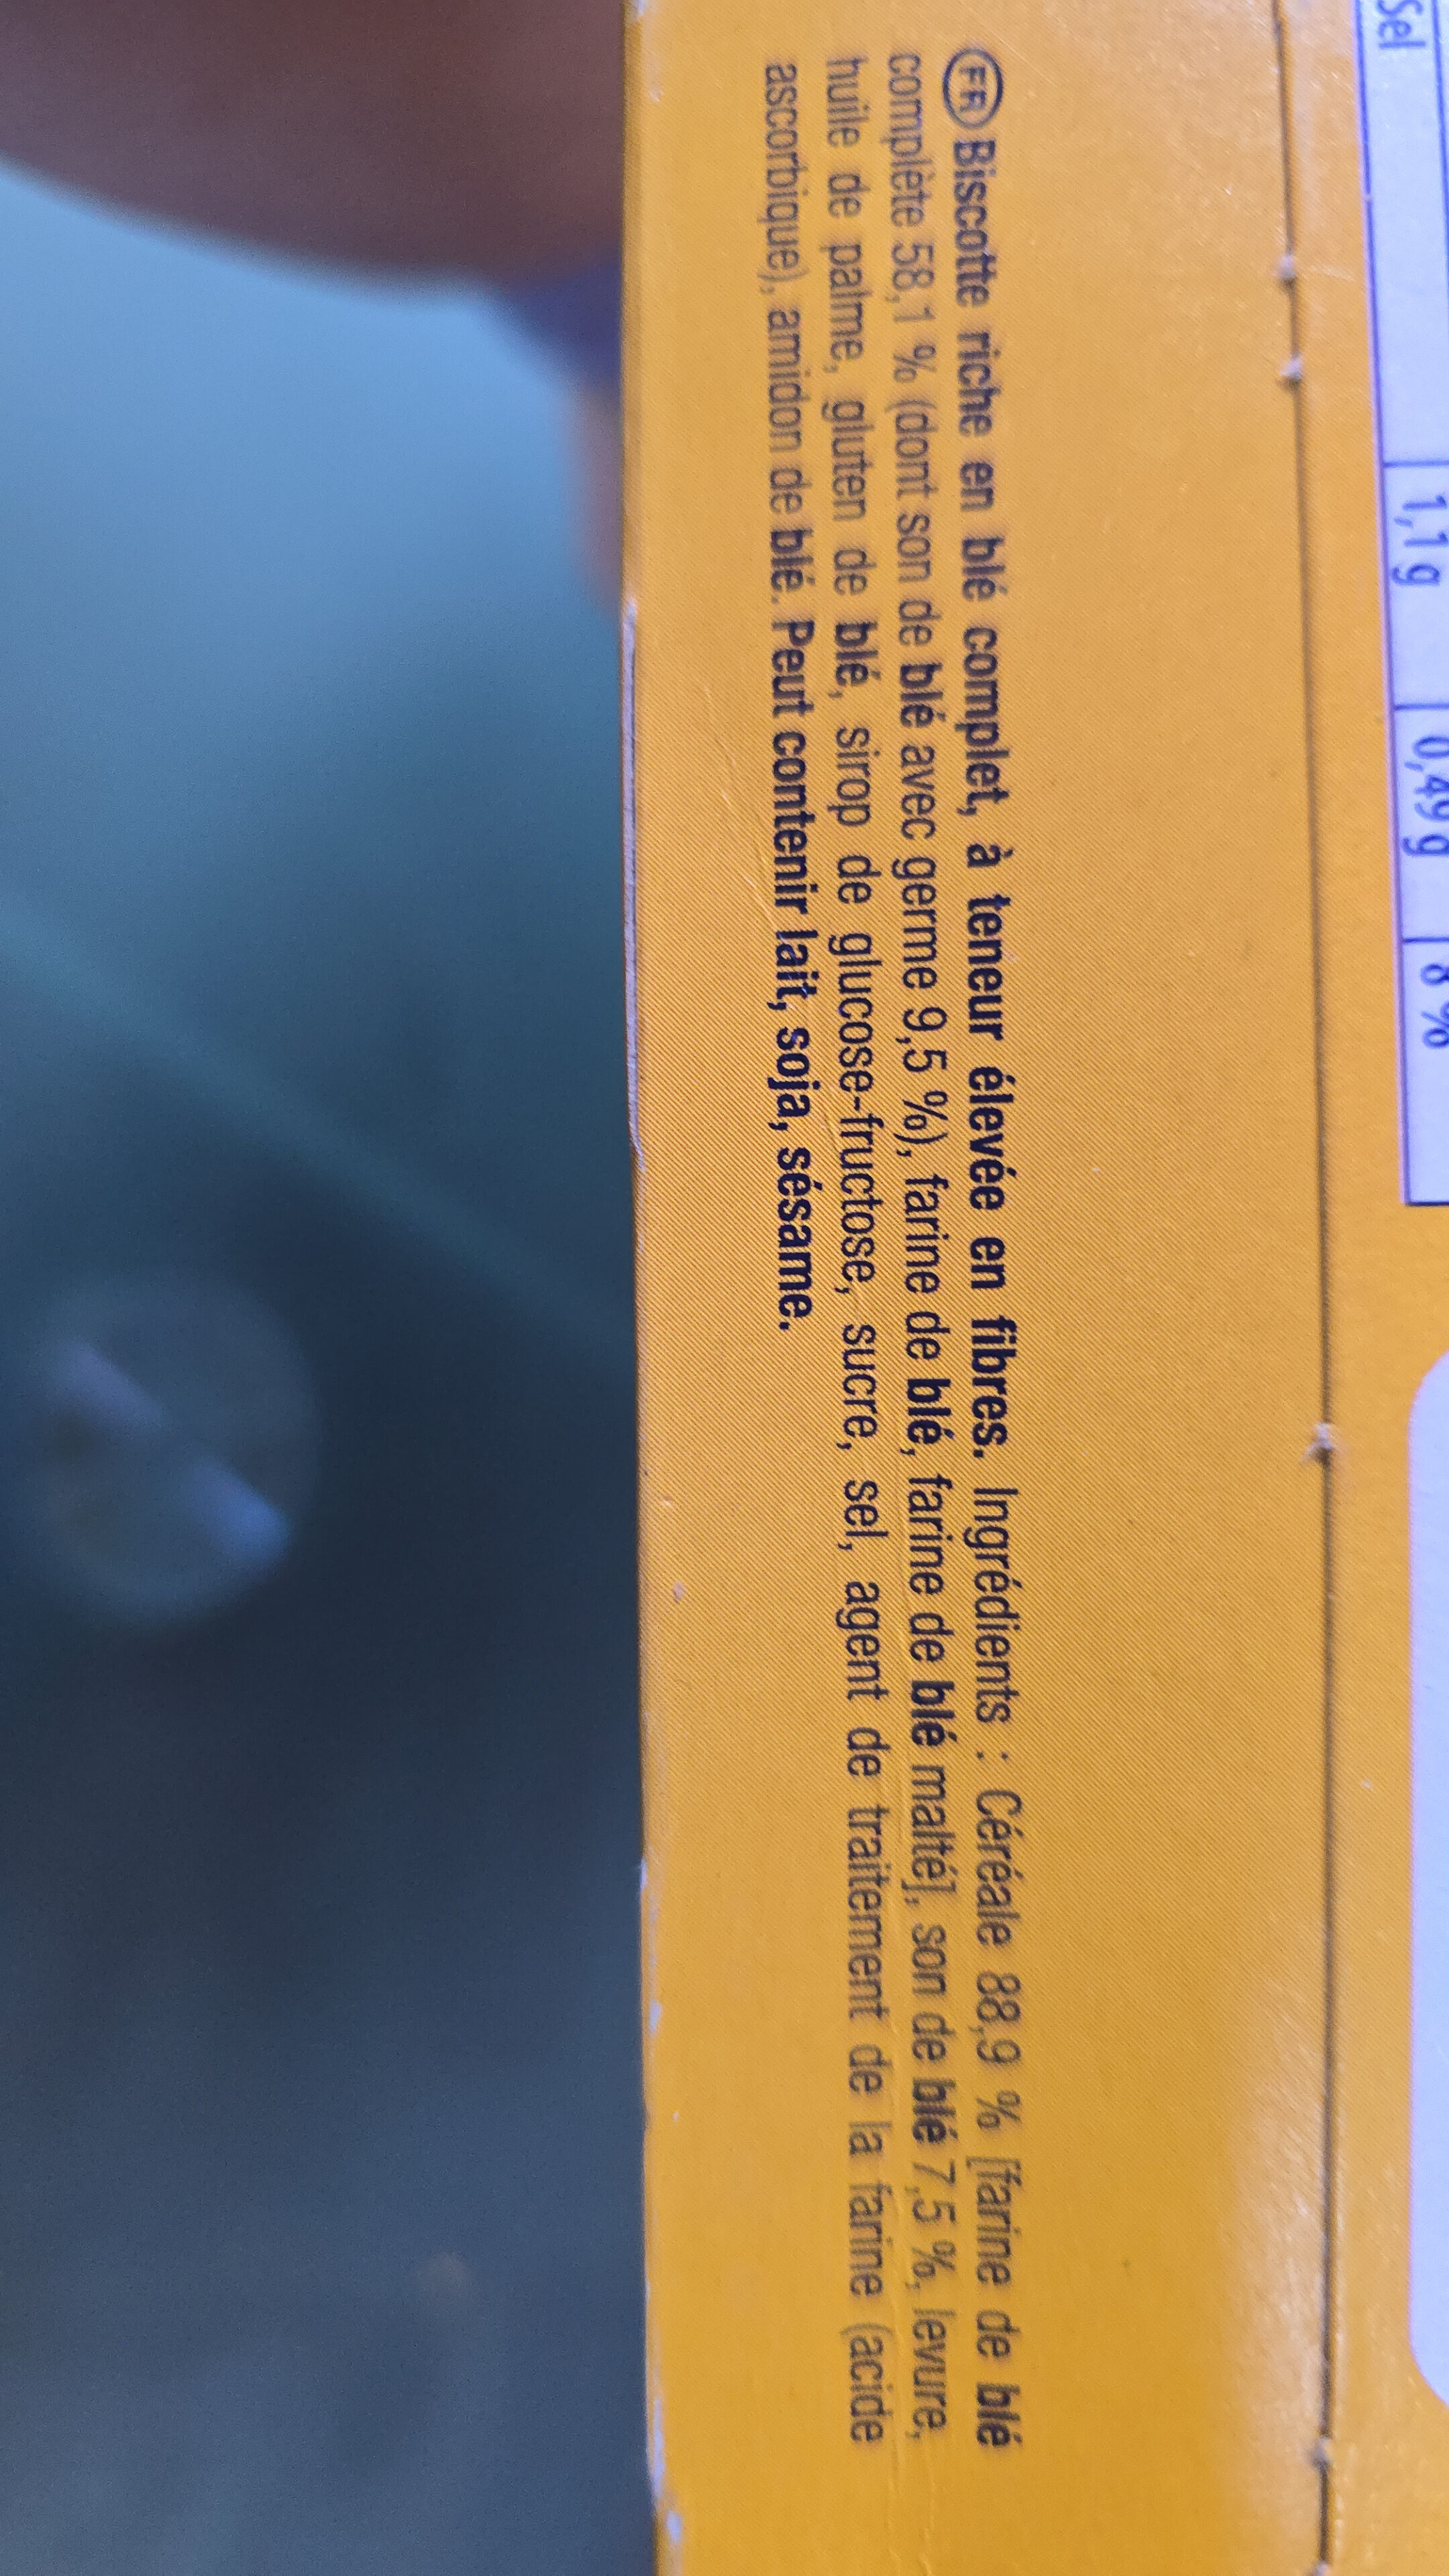 FR Biscotte riche en blé complet, à teneur élevée en fibres. Ingrédients : Céréale 88,9 % [farine de blé
complète 58,1 % (dont son de blé avec germe 9,5 %), farine de blé, farine de blé malté], son de blé 7,5 %, levure,
huile de palme, gluten de blé, sirop de glucose-fructose, sucre, sel, agent de traitement de la farine (acide
ascorbique), amidon de blé. Peut contenir lait, soja, sésame.
Sel 1,1 g 0,49 g 8 %